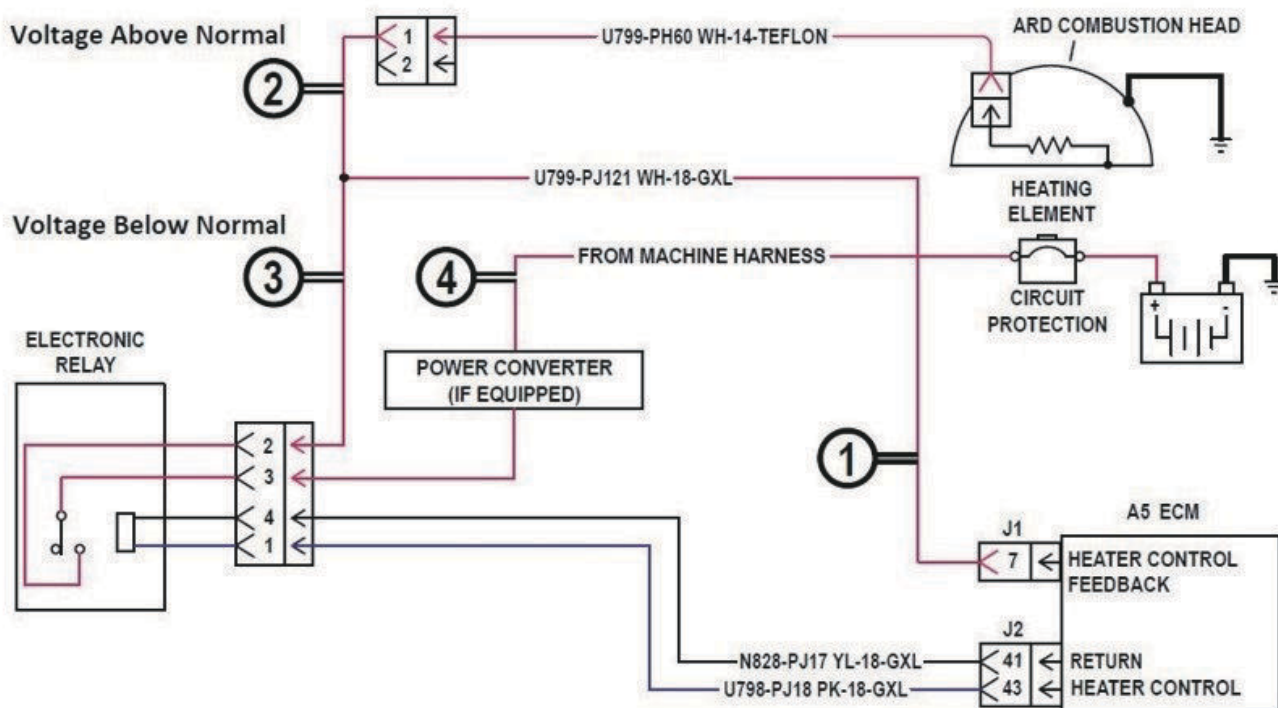 Voltage Above Normal
2
1
2
U799-PH60 WH-14-TEFLON
ARD COMBUSTION HEAD
U799-PJ121 WH-18-GXL
HEATING
ELEMENT
Voltage Below Normal
3
4
FROM MACHINE HARNESS
CIRCUIT
PROTECTION
+
-
ELECTRONIC
RELAY
POWER CONVERTER
(IF EQUIPPED)
2
3
4
1
1
A5 ECM
J1
7
HEATER CONTROL
FEEDBACK
J2
N828-PJ17 YL-18-GXL
41
RETURN
U798-PJ18 PK-18-GXL
43
HEATER CONTROL